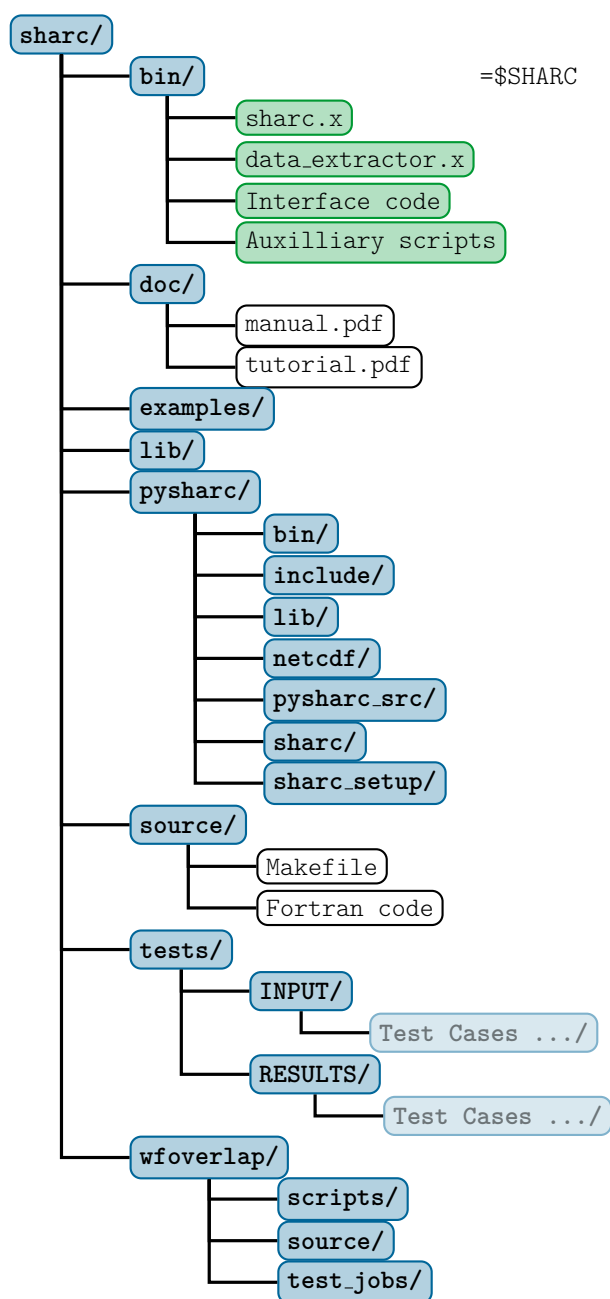 sharc/
bin/ =$SHARC
sharc.x
data_extractor.x
Interface code
Auxilliary scripts
doc/
manual.pdf
tutorial.pdf
examples/
lib/
pysharc/
bin/
include/
lib/
netcdf/
pysharc_src/
sharc/
sharc_setup/
source/
Makefile
Fortran code
tests/
INPUT/
Test Cases .../
RESULTS/
Test Cases .../
wfoverlap/
scripts/
source/
test_jobs/